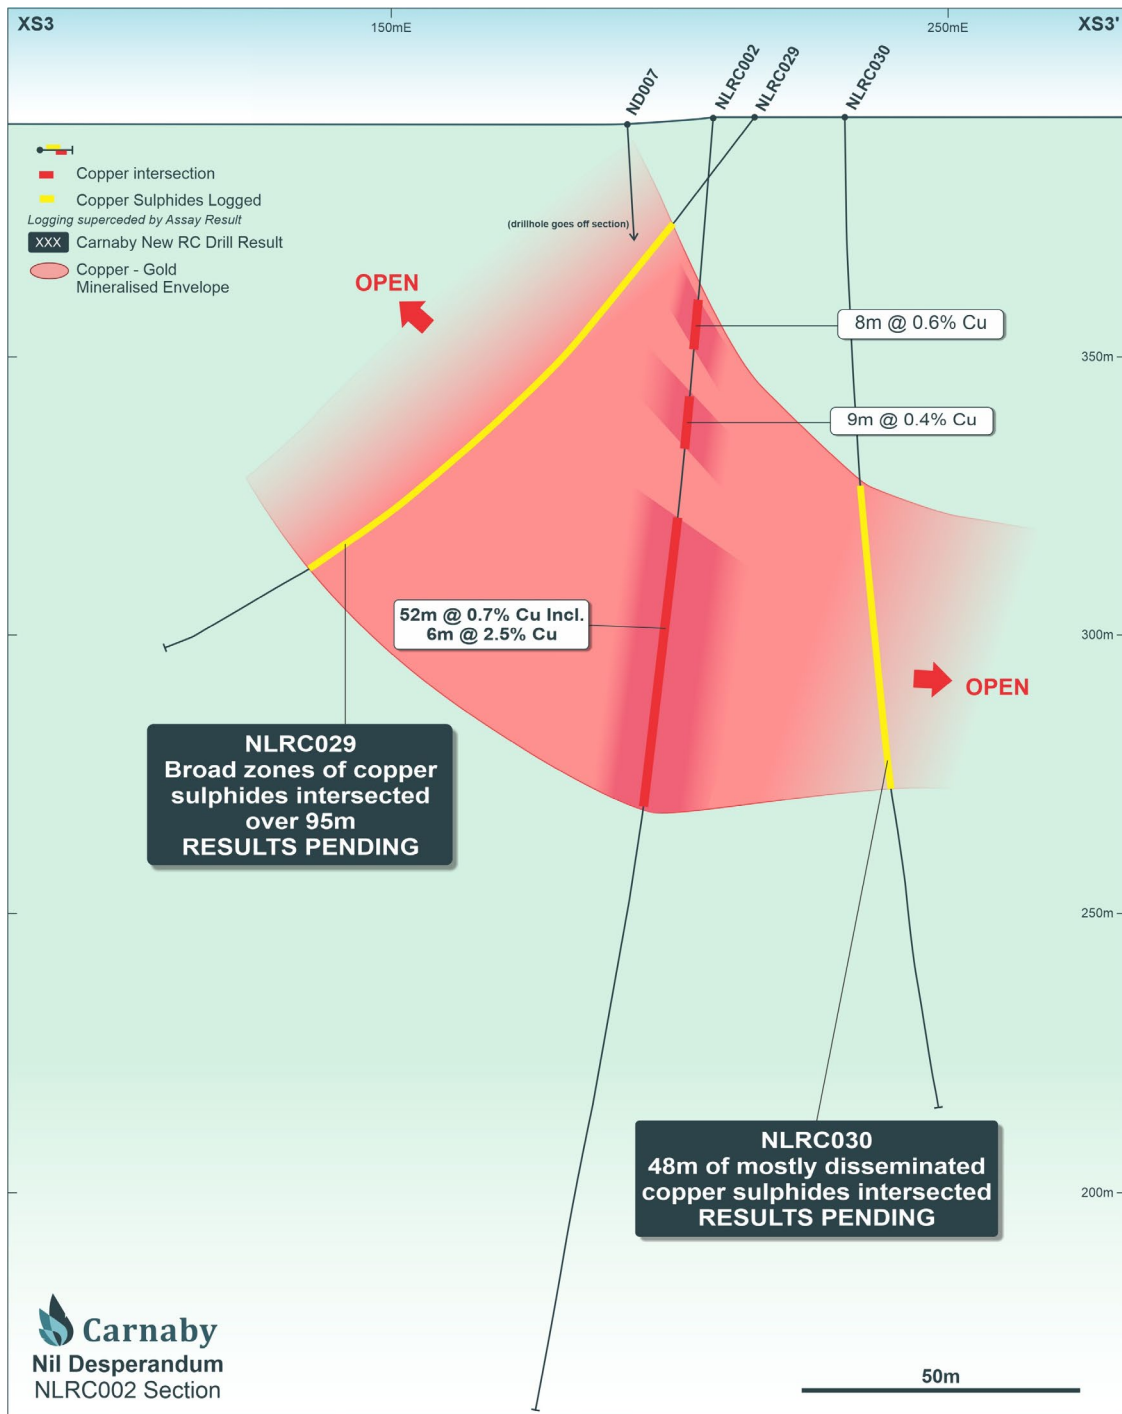 XS3
150mE
250mE
XS3'
ND007
NLRC002
NLRC029
NLRC030
Copper intersection
Copper Sulphides Logged
Logging superceded by Assay Result
XXX Carnaby New RC Drill Result
Copper - Gold
Mineralised Envelope
(drillhole goes off section)
OPEN
8m @ 0.6% Cu
350m
9m @ 0.4% Cu
52m @ 0.7% Cu Incl.
6m @ 2.5% Cu
300m
OPEN
NLRC029
Broad zones of copper
sulphides intersected
over 95m
RESULTS PENDING
250m
NLRC030
48m of mostly disseminated
copper sulphides intersected
RESULTS PENDING
200m
Carnaby
Nil Desperandum
NLRC002 Section
50m